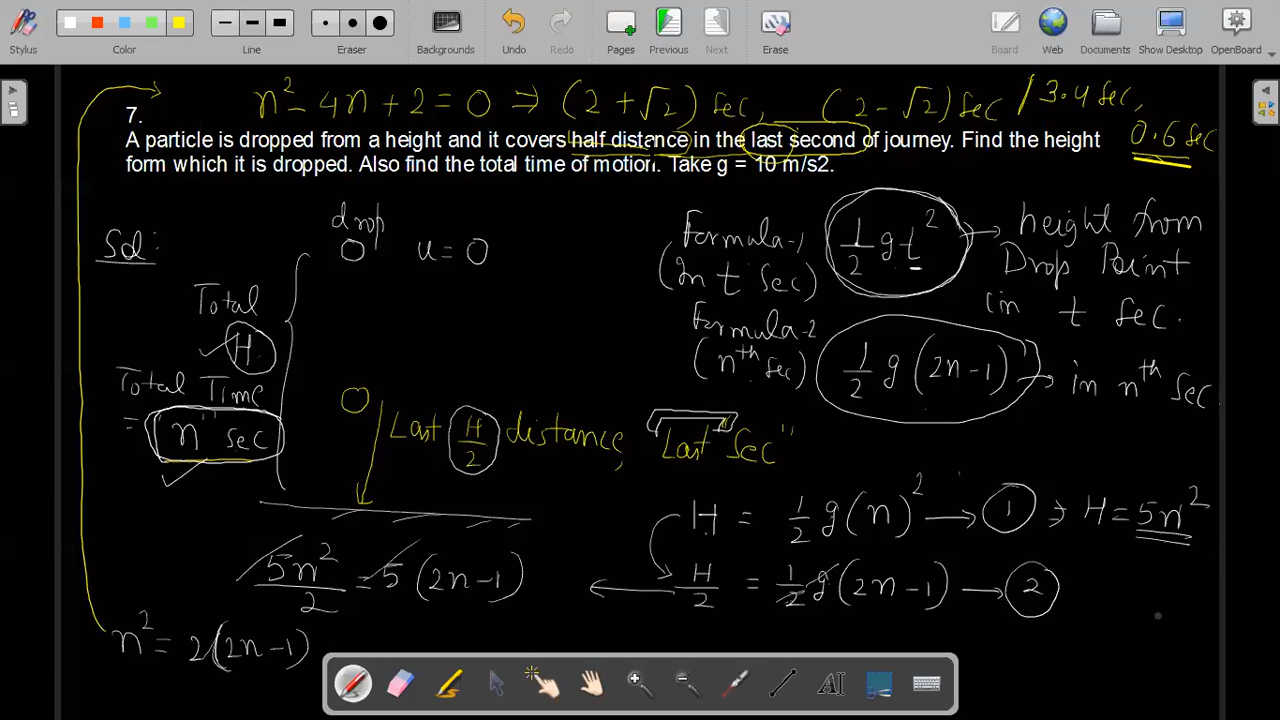 Stylus Color Line Eraser Backgrounds Undo Redo Pages Previous Next Erase Board Web Documents Show Desktop OpenBoard
n² - 4n + 2 = 0 ⇒ (2 + √2) sec, (2 - √2) sec / 3.4 sec,
0.6 sec
7.
A particle is dropped from a height and it covers half distance in the last second of journey. Find the height
form which it is dropped. Also find the total time of motion. Take g = 10 m/s2.
Sol:
drop
u = 0
Total
H
Total Time
= "n" sec
Last H/2 distance, "Last Sec"
Formula-1
(In t sec)
1/2 gt² → height from
Drop Point
in t sec.
Formula-2
(nth sec)
1/2 g (2n-1) → in nth sec
H = 1/2 g(n)² → 1 ⇒ H = 5n²
H/2 = 1/2 g(2n-1) → 2
5n²/2 = 5 (2n-1)
n² = 2(2n-1)
AI